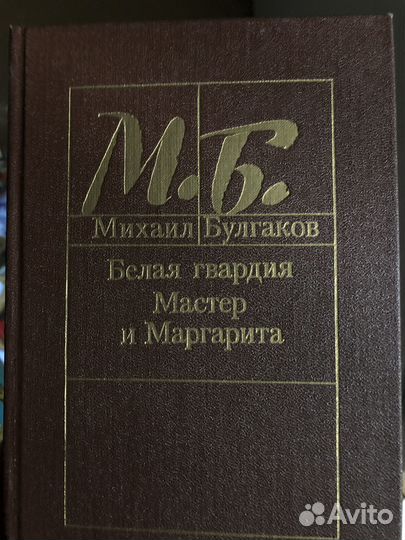 М.Б.
Михаил Булгаков
Белая гвардия
Мастер
и Маргарита
Avito